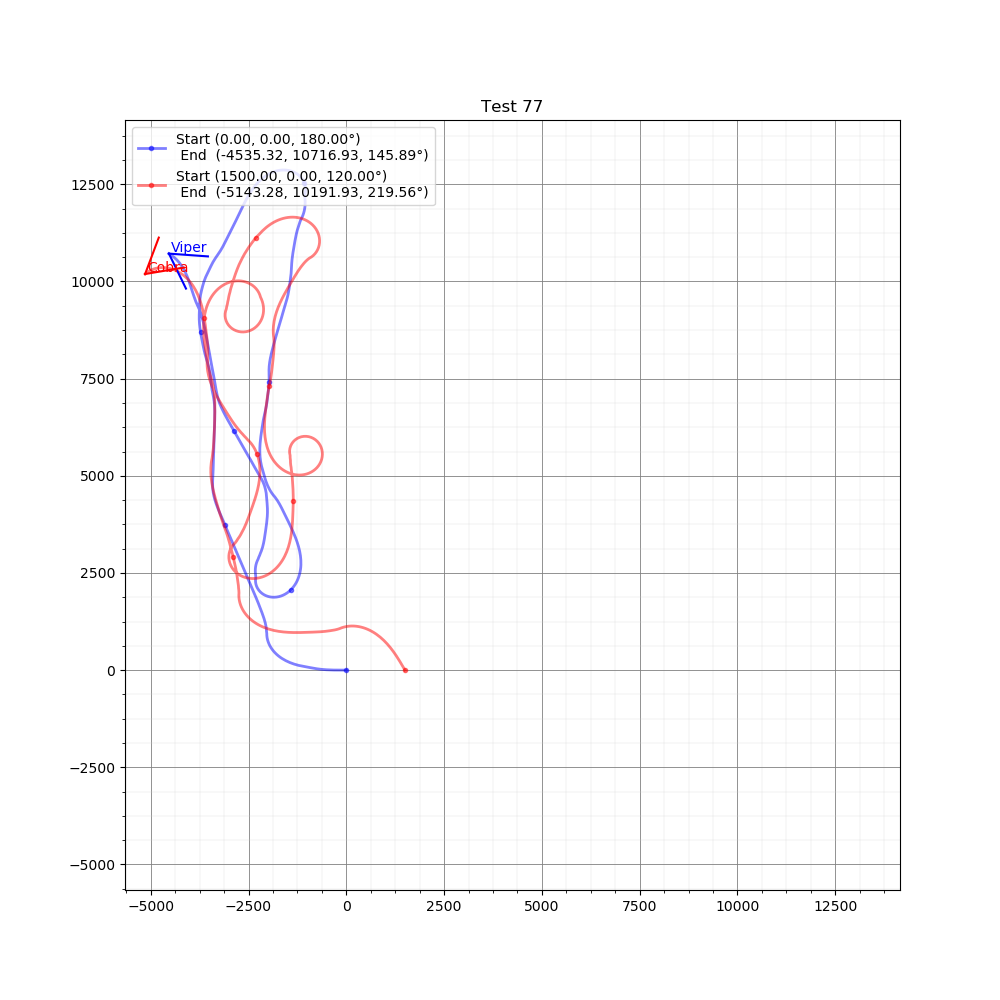 Test 77
Start (0.00, 0.00, 180.00°)
End (-4535.32, 10716.93, 145.89°)
Start (1500.00, 0.00, 120.00°)
End (-5143.28, 10191.93, 219.56°)
12500
Viper
Cobra
10000
7500
5000
2500
0
−2500
−5000
−5000 −2500 0 2500 5000 7500 10000 12500